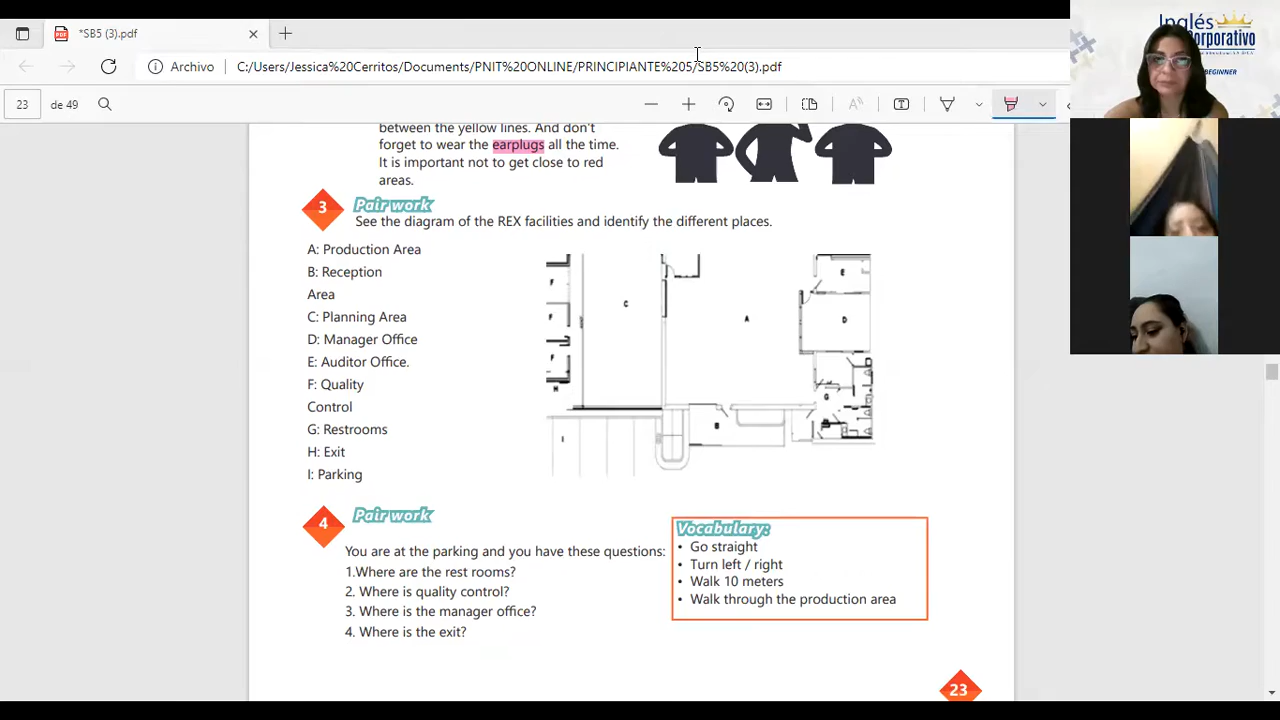 *SB5 (3).pdf
Archivo
C:/Users/Jessica%20Cerritos/Documents/PNT%20ONLINE/PRINCIPIANTE%205/SB5%20(3).pdf
23
de 49
Inglés
Corporativo
BEGINNER
between the yellow lines. And don't
forget to wear the earplugs all the time.
It is important not to get close to red
areas.
3
Pair work
See the diagram of the REX facilities and identify the different places.
A: Production Area
B: Reception
Area
C: Planning Area
D: Manager Office
E: Auditor Office.
F: Quality
Control
G: Restrooms
H: Exit
I: Parking
F
F
F
H
I
C
A
B
E
D
G
4
Pair work
You are at the parking and you have these questions:
1.Where are the rest rooms?
2. Where is quality control?
3. Where is the manager office?
4. Where is the exit?
Vocabulary:
• Go straight
• Turn left / right
• Walk 10 meters
• Walk through the production area
23